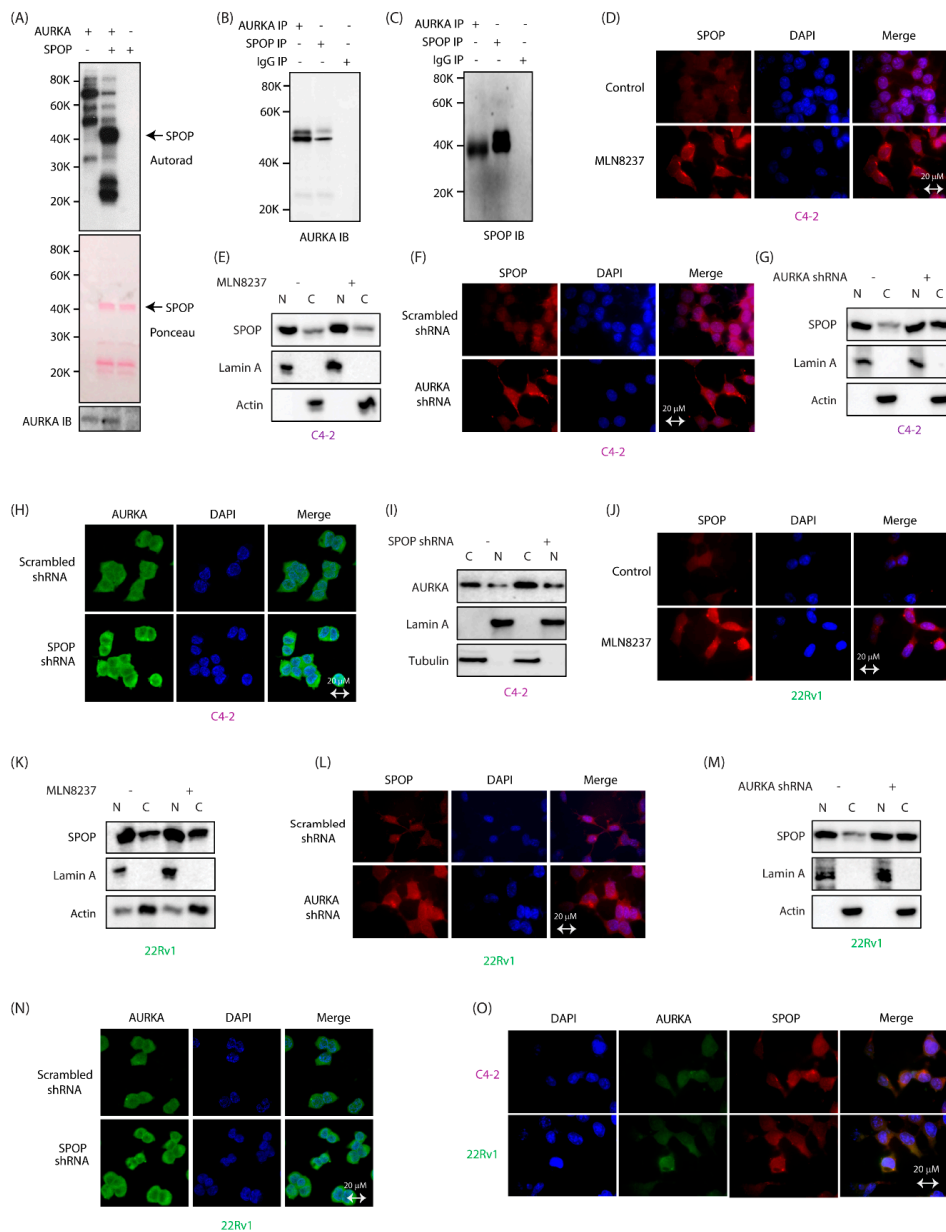 (A)
AURKA + + -
SPOP - + +
80K
60K
40K
SPOP
30K
Autorad
20K
80K
60K
40K
SPOP
30K
Ponceau
20K
AURKA IB
(B)
AURKA IP + - -
SPOP IP - + -
IgG IP - - +
80K
60K
40K
20K
AURKA IB
(C)
AURKA IP + - -
SPOP IP - + -
IgG IP - - +
80K
60K
40K
20K
SPOP IB
(D)
SPOP DAPI Merge
Control
MLN8237
20 μM
C4-2
(E)
MLN8237 - +
N C N C
SPOP
Lamin A
Actin
C4-2
(F)
SPOP DAPI Merge
Scrambled
shRNA
AURKA
shRNA
20 μM
C4-2
(G)
AURKA shRNA - +
N C N C
SPOP
Lamin A
Actin
C4-2
(H)
AURKA DAPI Merge
Scrambled
shRNA
SPOP
shRNA
20 μM
C4-2
(I)
SPOP shRNA - +
C N C N
AURKA
Lamin A
Tubulin
C4-2
(J)
SPOP DAPI Merge
Control
MLN8237
20 μM
22Rv1
(K)
MLN8237 - +
N C N C
SPOP
Lamin A
Actin
22Rv1
(L)
SPOP DAPI Merge
Scrambled
shRNA
AURKA
shRNA
20 μM
22Rv1
(M)
AURKA shRNA - +
N C N C
SPOP
Lamin A
Actin
22Rv1
(N)
AURKA DAPI Merge
Scrambled
shRNA
SPOP
shRNA
20 μM
22Rv1
(O)
DAPI AURKA SPOP Merge
C4-2
22Rv1
20 μM